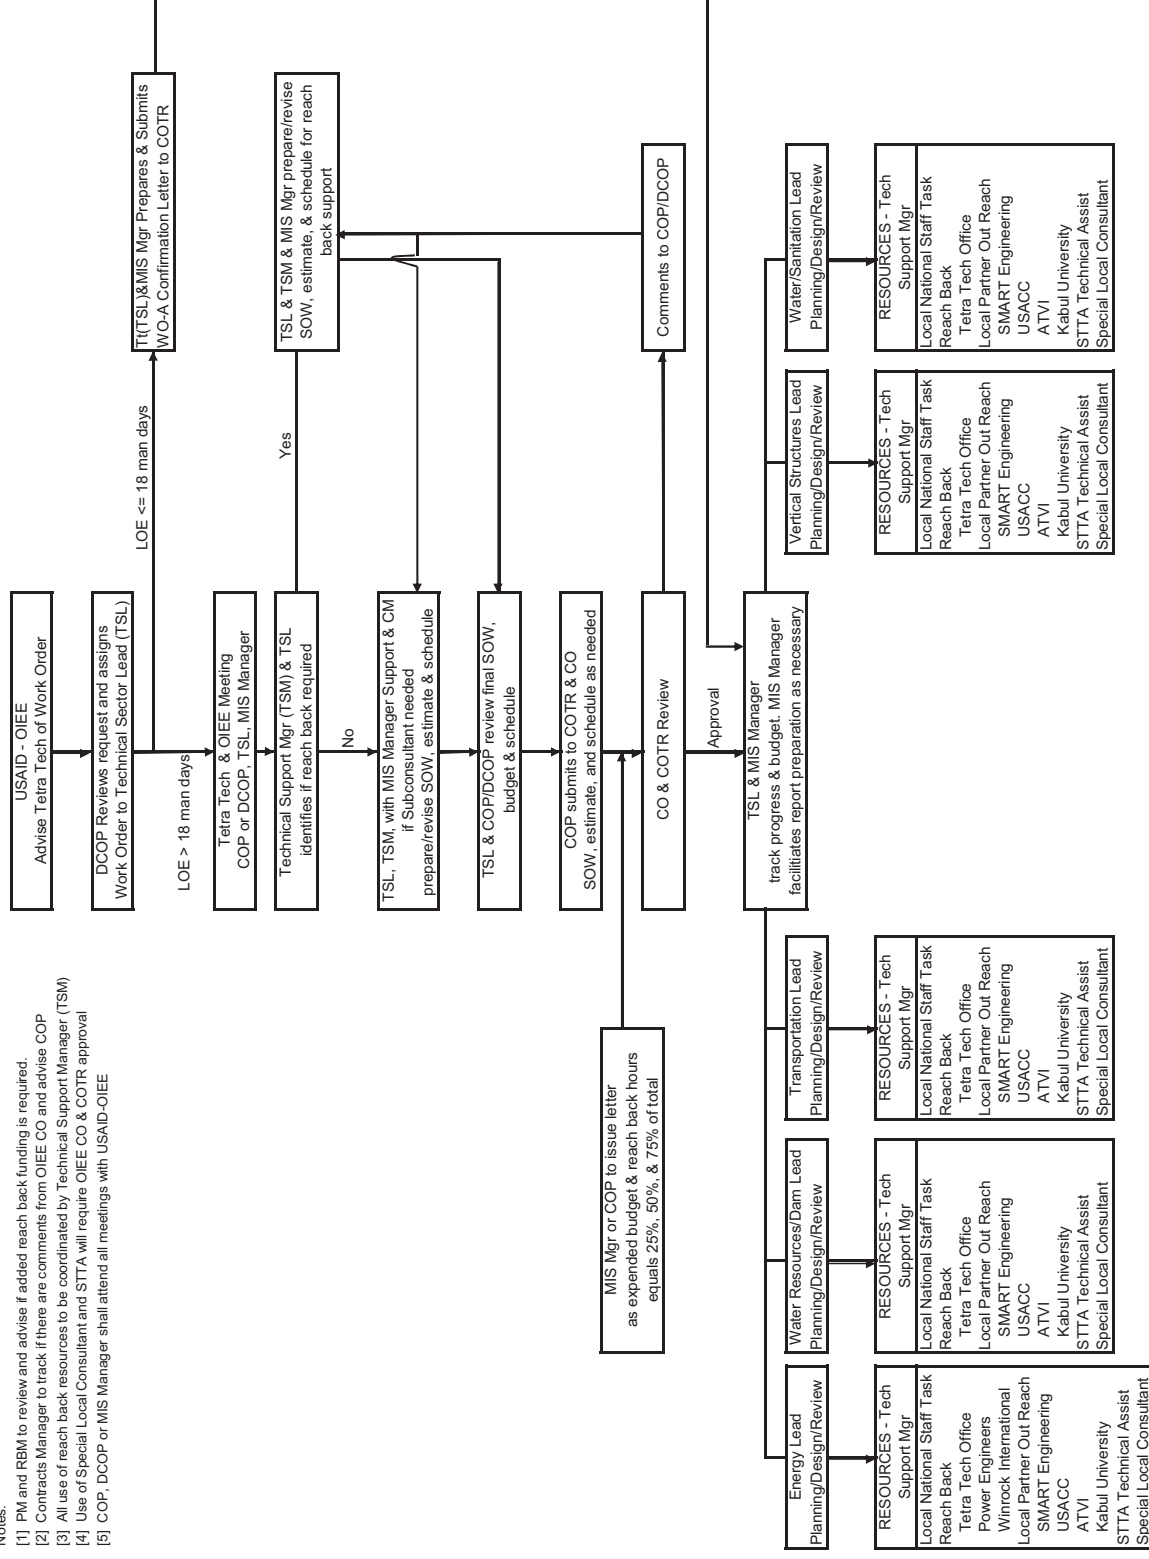 Notes:
[1] PM and RBM to review and advise if added reach back funding is required.
[2] Contracts Manager to track if there are comments from OIEE CO and advise COP
[3] All use of reach back resources to be coordinated by Technical Support Manager (TSM)
[4] Use of Special Local Consultant and STTA will require OIEE CO & COTR approval
[5] COP, DCOP or MIS Manager shall attend all meetings with USAID-OIEE
USAID - OIEE
Advise Tetra Tech of Work Order
DCOP Reviews request and assigns
Work Order to Technical Sector Lead (TSL)
LOE <= 18 man days
Tt(TSL)&MIS Mgr Prepares & Submits
WO-A Confirmation Letter to COTR
LOE > 18 man days
Tetra Tech & OIEE Meeting
COP or DCOP, TSL, MIS Manager
Technical Support Mgr (TSM) & TSL
identifies if reach back required
Yes
TSL & TSM & MIS Mgr prepare/revise
SOW, estimate, & schedule for reach
back support
No
TSL, TSM, with MIS Manager Support & CM
if Subconsultant needed
prepare/revise SOW, estimate & schedule
TSL & COP/DCOP review final SOW,
budget & schedule
COP submits to COTR & CO
SOW, estimate, and schedule as needed
MIS Mgr or COP to issue letter
as expended budget & reach back hours
equals 25%, 50%, & 75% of total
CO & COTR Review
Comments to COP/DCOP
Approval
TSL & MIS Manager
track progress & budget. MIS Manager
facilitiates report preparation as necessary
Energy Lead
Planning/Design/Review
RESOURCES - Tech
Support Mgr
Local National Staff Task
Reach Back
Tetra Tech Office
Power Engineers
Winrock International
Local Partner Out Reach
SMART Engineering
USACC
ATVI
Kabul University
STTA Technical Assist
Special Local Consultant
Water Resources/Dam Lead
Planning/Design/Review
RESOURCES - Tech
Support Mgr
Local National Staff Task
Reach Back
Tetra Tech Office
Local Partner Out Reach
SMART Engineering
USACC
ATVI
Kabul University
STTA Technical Assist
Special Local Consultant
Transportation Lead
Planning/Design/Review
RESOURCES - Tech
Support Mgr
Local National Staff Task
Reach Back
Tetra Tech Office
Local Partner Out Reach
SMART Engineering
USACC
ATVI
Kabul University
STTA Technical Assist
Special Local Consultant
Vertical Structures Lead
Planning/Design/Review
RESOURCES - Tech
Support Mgr
Local National Staff Task
Reach Back
Tetra Tech Office
Local Partner Out Reach
SMART Engineering
USACC
ATVI
Kabul University
STTA Technical Assist
Special Local Consultant
Water/Sanitation Lead
Planning/Design/Review
RESOURCES - Tech
Support Mgr
Local National Staff Task
Reach Back
Tetra Tech Office
Local Partner Out Reach
SMART Engineering
USACC
ATVI
Kabul University
STTA Technical Assist
Special Local Consultant